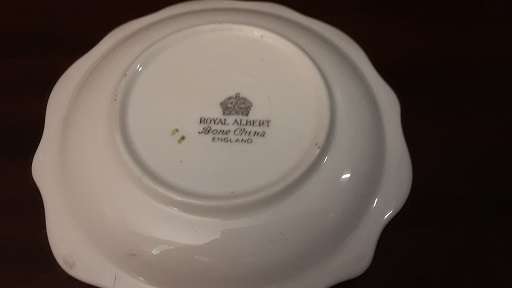 ROYAL ALBERT
Bone China
ENGLAND